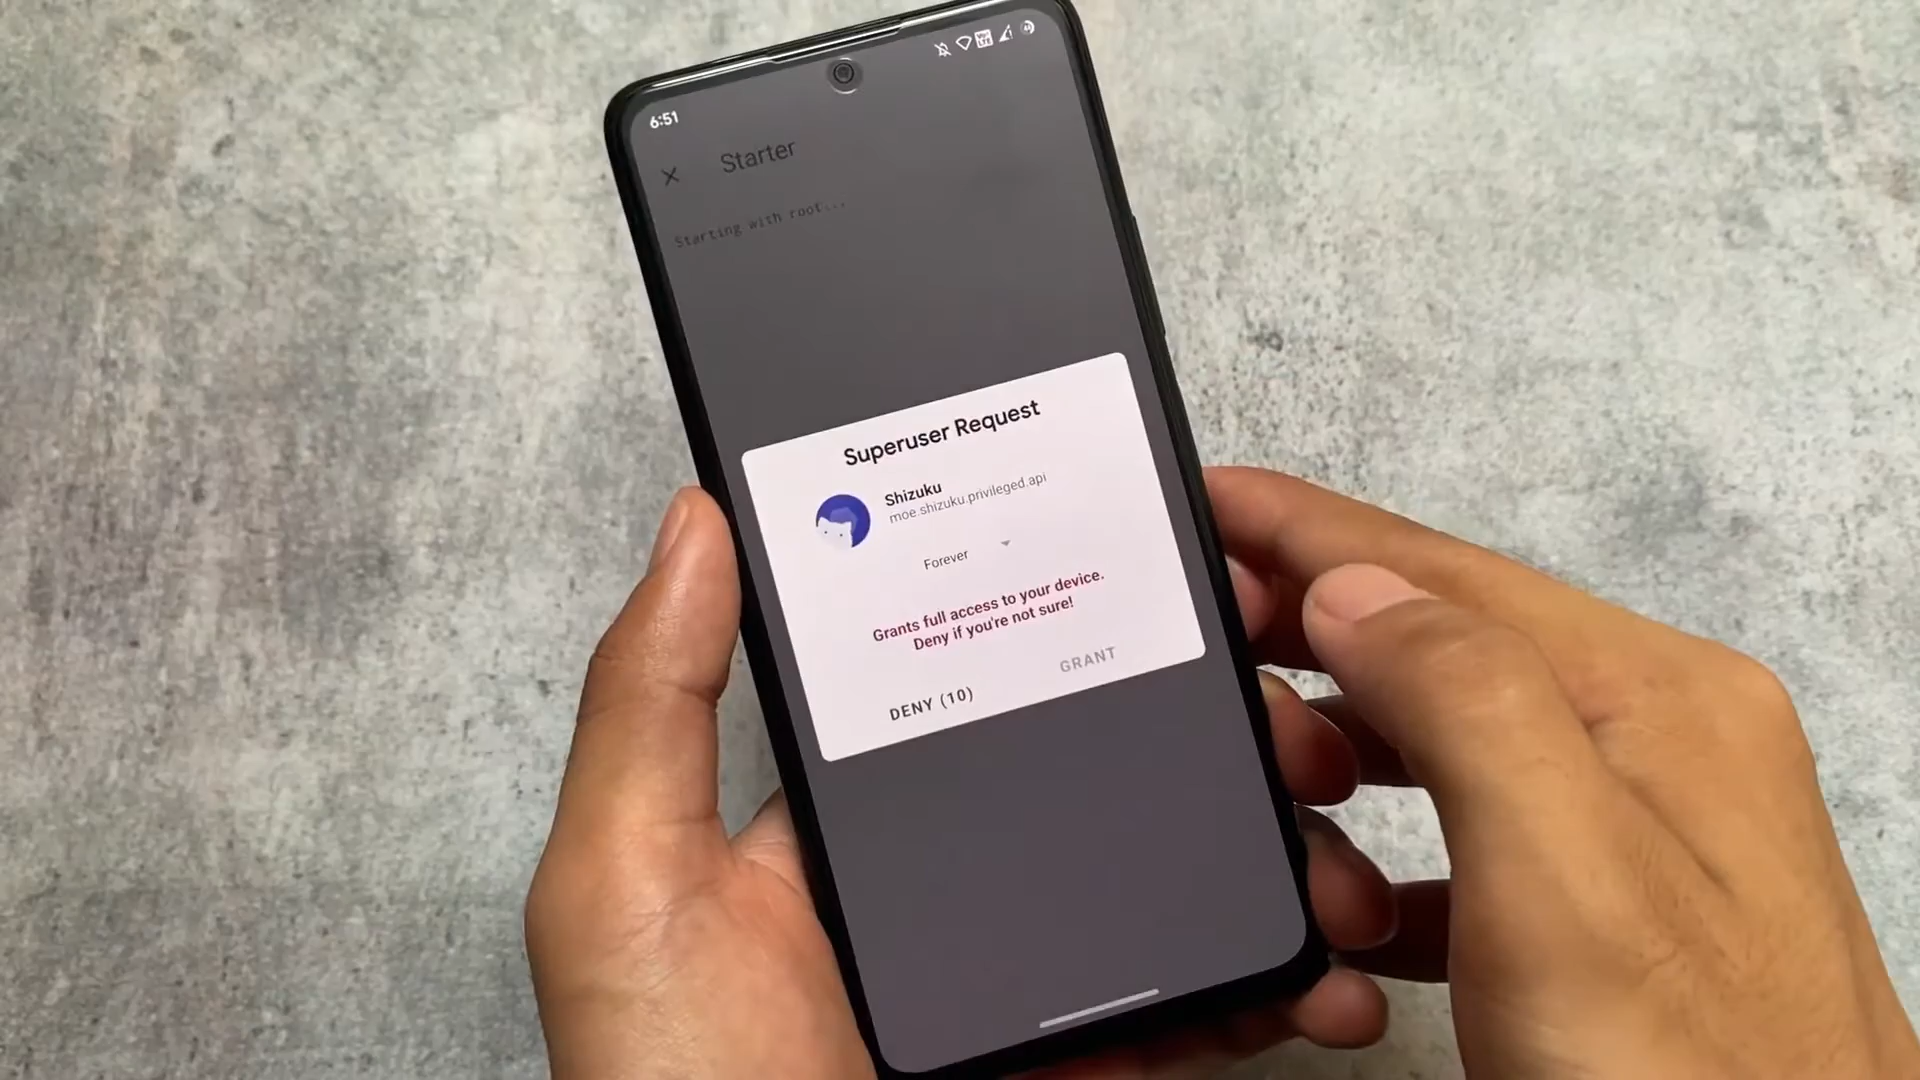 6:51
Starter
Starting with root...
Superuser Request
Shizuku
moe.shizuku.privileged.api
Forever
Grants full access to your device.
Deny if you're not sure!
DENY (10)
GRANT